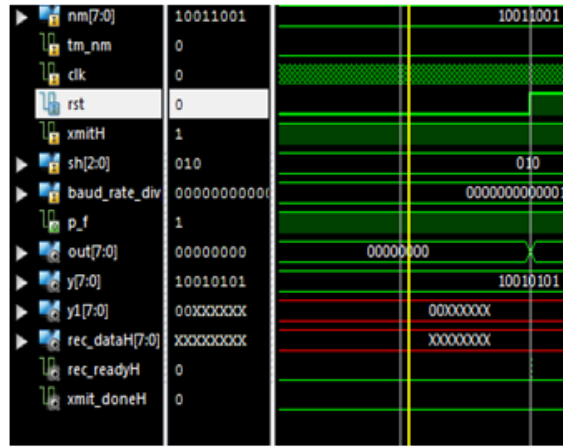 nm[7:0] 10011001 10011001
tm_nm 0
clk 0
rst 0
xmitH 1
sh[2:0] 010 010
baud_rate_div 00000000000 0000000000001
p_f 1
out[7:0] 00000000 00000000
y[7:0] 10010101 10010101
y1[7:0] 00XXXXXX 00XXXXXX
rec_dataH[7:0] XXXXXXXX XXXXXXXX
rec_readyH 0
xmit_doneH 0